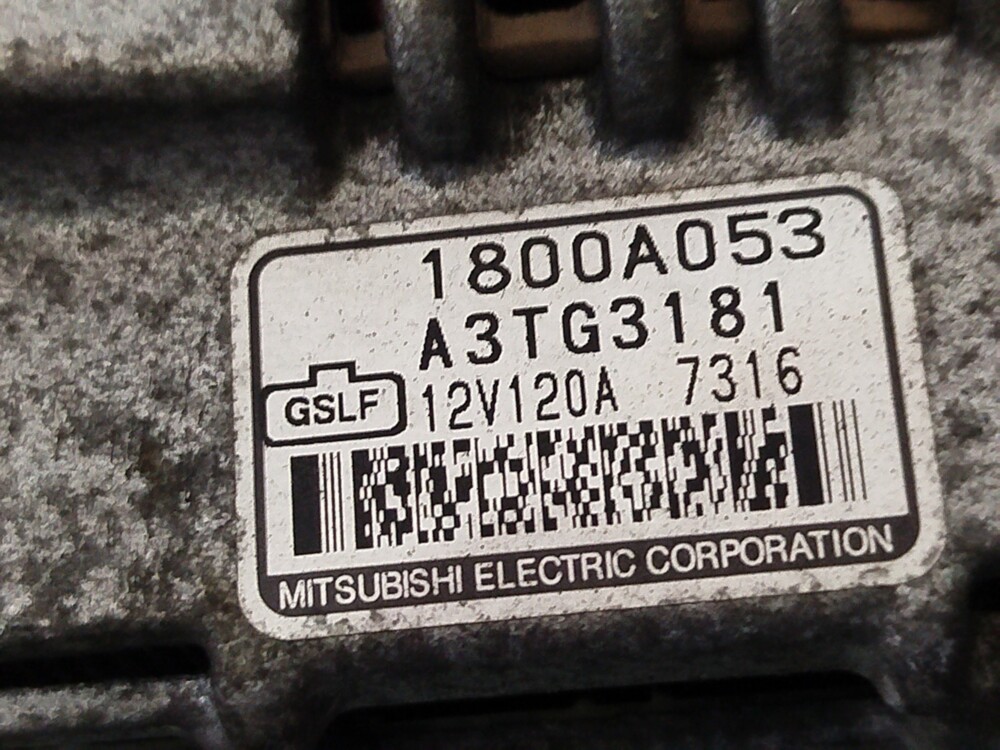 1800A053
A3TG3181
GSLF 12V120A 7316
MITSUBISHI ELECTRIC CORPORATION